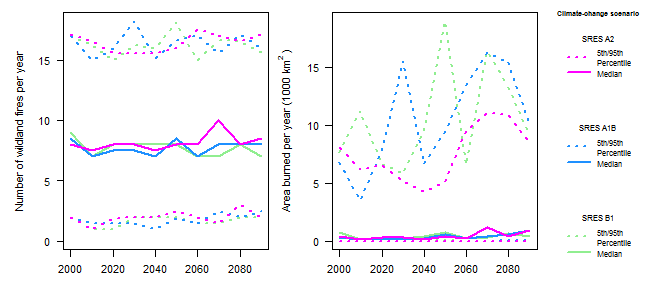 Climate-change scenario
Number of wildland fires per year
15
10
5
0
2000
2020
2040
2060
2080
Area burned per year (1000 km²)
15
10
5
0
2000
2020
2040
2060
2080
SRES A2
5th/95th
Percentile
Median
SRES A1B
5th/95th
Percentile
Median
SRES B1
5th/95th
Percentile
Median